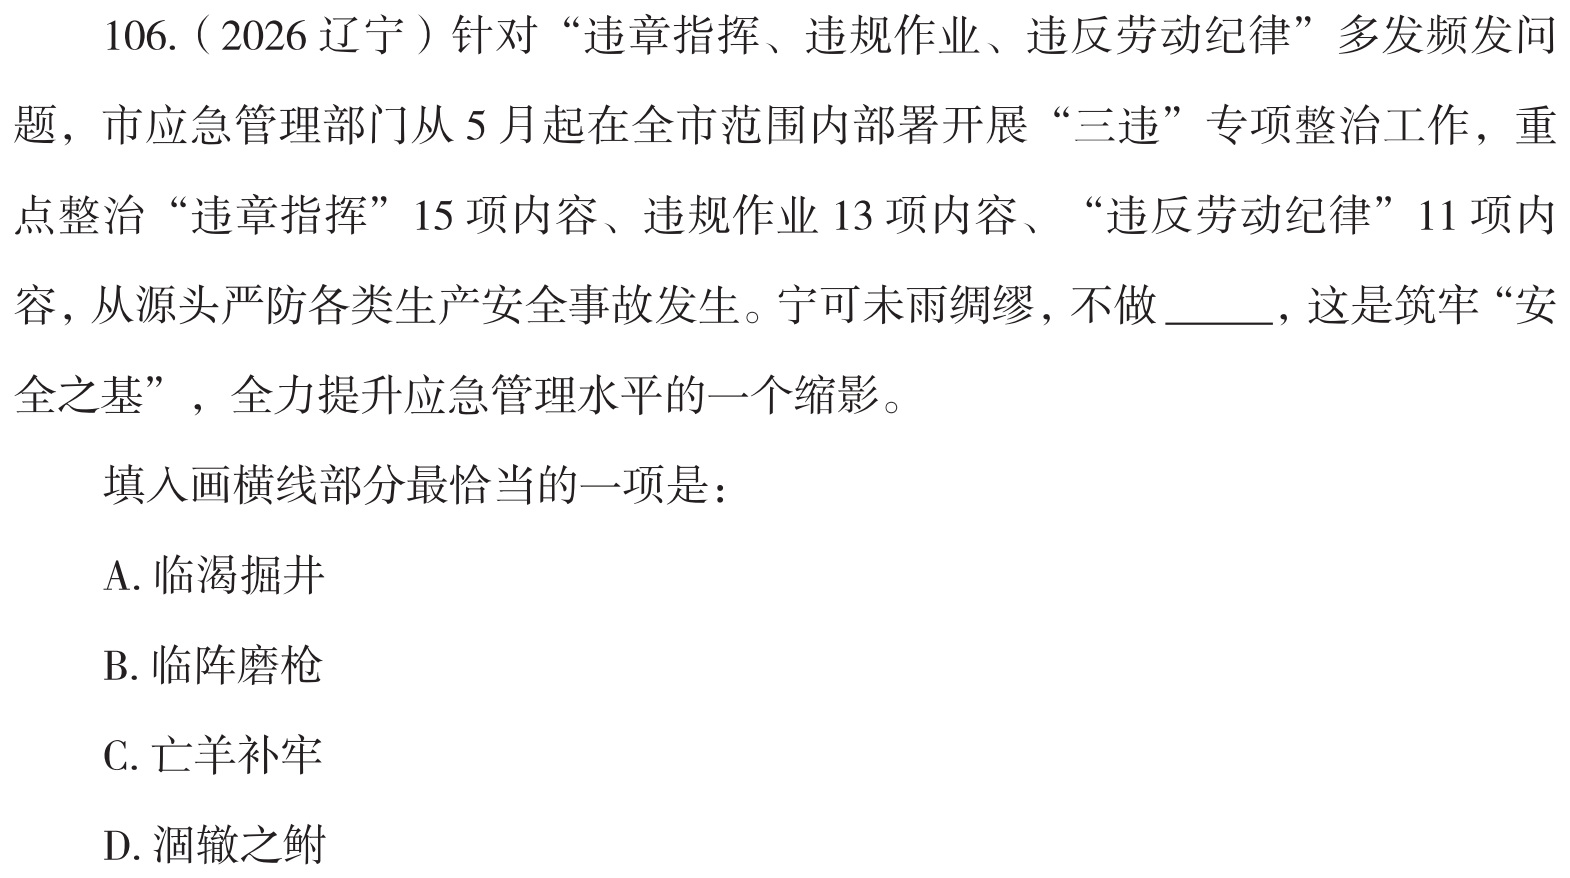 106.（2026 辽宁）针对“违章指挥、违规作业、违反劳动纪律”多发频发问
题，市应急管理部门从 5 月起在全市范围内部署开展“三违”专项整治工作，重
点整治“违章指挥”15 项内容、违规作业 13 项内容、“违反劳动纪律”11 项内
容，从源头严防各类生产安全事故发生。宁可未雨绸缪，不做_____，这是筑牢“安
全之基”，全力提升应急管理水平的一个缩影。
填入画横线部分最恰当的一项是：
A. 临渴掘井
B. 临阵磨枪
C. 亡羊补牢
D. 涸辙之鲋